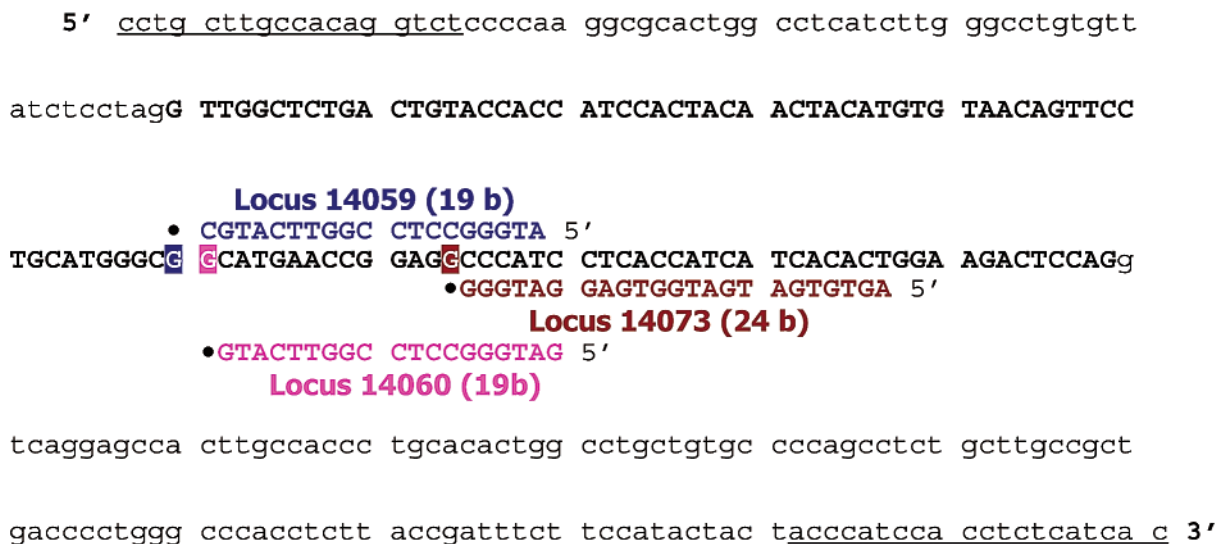 5′ cctg cttgccacag gtctccccaa ggcgcactgg cctcatcttg ggcctgtgtt
atctcctagG TTGGCTCTGA CTGTACCACC ATCCACTACA ACTACATGTG TAACAGTTCC
Locus 14059 (19 b)
• CGTACTTGGC CTCCGGGTA 5′
TGCATGGGCG GCATGAACCG GAGGCCCATC CTCACCATCA TCACACTGGA AGACTCCAGg
•GGGTAG GAGTGGTAGT AGTGTGA 5′
Locus 14073 (24 b)
•GTACTTGGC CTCCGGGTAG 5′
Locus 14060 (19b)
tcaggagcca cttgccaccc tgcacactgg cctgctgtgc cccagcctct gcttgccgct
gacccctggg cccacctctt accgatttct tccatactac tacccatcca cctctcatca c 3′